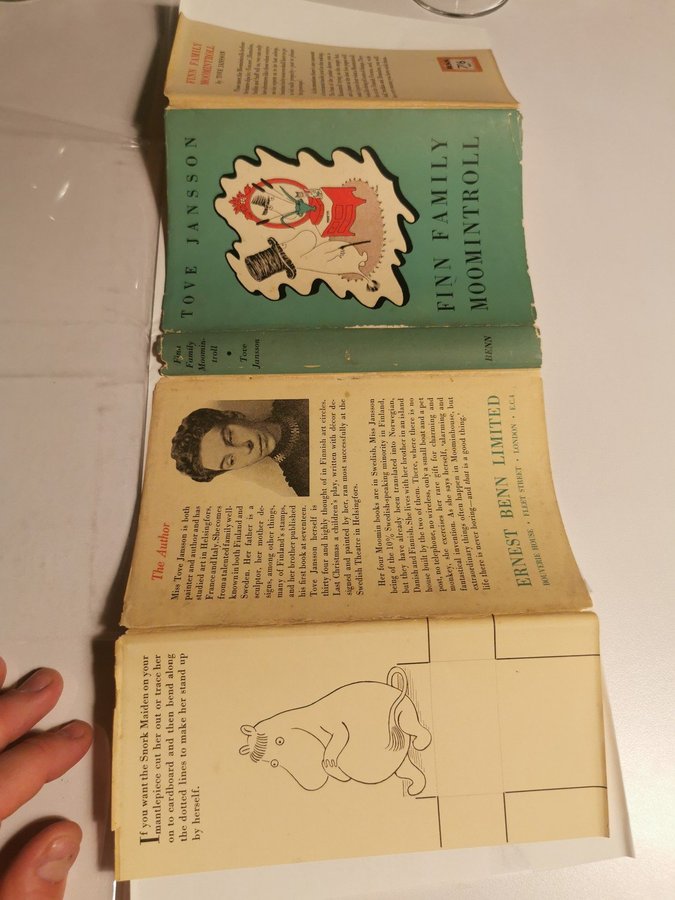 If you want the Snork Maiden on your
mantlepiece cut her out or trace her
on to cardboard and then bend along
the dotted lines to make her stand up
by herself.
The Author
Miss Tove Jansson is both
painter and author and has
studied art in Helsingfors,
France and Italy. She comes
from a talented family well-
known in both Finland and
Sweden. Her father is a
sculptor, her mother de-
signs, among other things,
many of Finland's stamps,
and her brother published
his first book at seventeen.
Tove Jansson herself is
thirty four and highly thought of in Finnish art circles.
Last Christmas a children's play, written with décor de-
signed and painted by her, ran most successfully at the
Swedish Theatre in Helsingfors.
Her four Moomin books are in Swedish, Miss Jansson
being of the 10% Swedish-speaking minority in Finland,
but they have already been translated into Norwegian,
Danish and Finnish. She lives with her brother in an island
house built by the two of them. There, where there is no
post, no telephone, no wireless, only a small boat and a pet
monkey, she exercises her rare gift for charming and
fantastical invention. As she says herself, 'alarming and
extraordinary things often happen in Moominhouse, but
life there is never boring—and that is a good thing.'
ERNEST BENN LIMITED
BOUVERIE HOUSE · FLEET STREET · LONDON · E.C.4
Finn
Family
Moomin-
troll
•
Tove
Jansson
BENN
TOVE JANSSON
FINN FAMILY
MOOMINTROLL
FINN FAMILY
MOOMINTROLL
by TOVE JANSSON